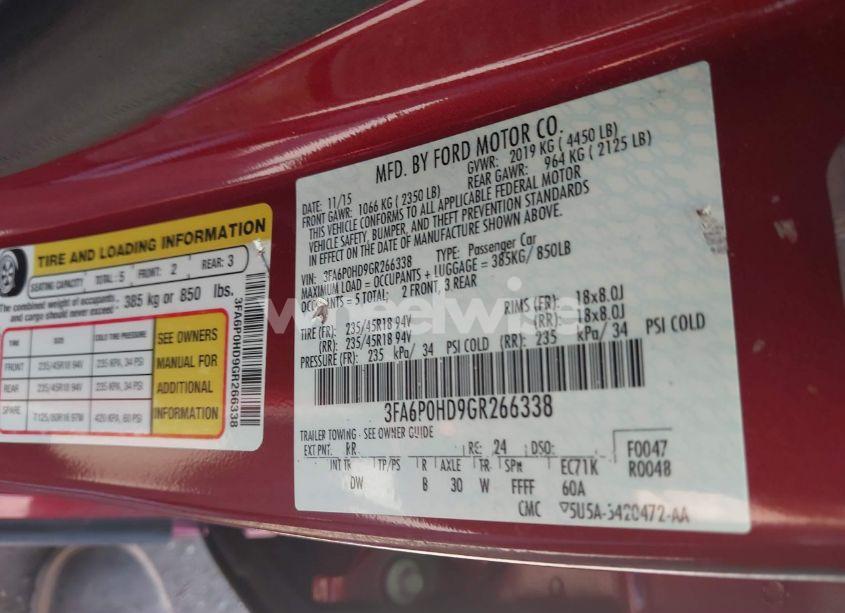 TIRE AND LOADING INFORMATION
SEATING CAPACITY TOTAL: 5 FRONT: 2 REAR: 3
The combined weight of occupants and cargo should never exceed 385 kg or 850 lbs.
TIRE SIZE COLD TIRE PRESSURE
FRONT 235/45R18 94V 235 KPA, 34 PSI
REAR 235/45R18 94V 235 KPA, 34 PSI
SPARE T125/80R16 97M 420 KPA, 60 PSI
SEE OWNERS
MANUAL FOR
ADDITIONAL
INFORMATION
3FA6P0HD9GR266338
MFD. BY FORD MOTOR CO.
DATE: 11/15 GVWR: 2019 KG ( 4450 LB)
FRONT GAWR: 1066 KG ( 2350 LB) REAR GAWR: 964 KG ( 2125 LB)
THIS VEHICLE CONFORMS TO ALL APPLICABLE FEDERAL MOTOR
VEHICLE SAFETY, BUMPER, AND THEFT PREVENTION STANDARDS
IN EFFECT ON THE DATE OF MANUFACTURE SHOWN ABOVE.
VIN: 3FA6P0HD9GR266338 TYPE: Passenger Car
MAXIMUM LOAD = OCCUPANTS + LUGGAGE = 385KG/ 850LB
OCCUPANTS = 5 TOTAL; 2 FRONT, 3 REAR
TIRE (FR): 235/45R18 94V RIMS (FR): 18x8.0J
(RR): 235/45R18 94V (RR): 18x8.0J
PRESSURE (FR): 235 kPa/ 34 PSI COLD (RR): 235 kPa/ 34 PSI COLD
3FA6P0HD9GR266338
TRAILER TOWING - SEE OWNER GUIDE
EXT PNT: RR RC: 24 DSO: F0047
INT TR TP/PS R AXLE TR SPR EC71K R0048
DW B 30 W FFFF 60A
CMC 5U5A-5420472-AA
wheelwise